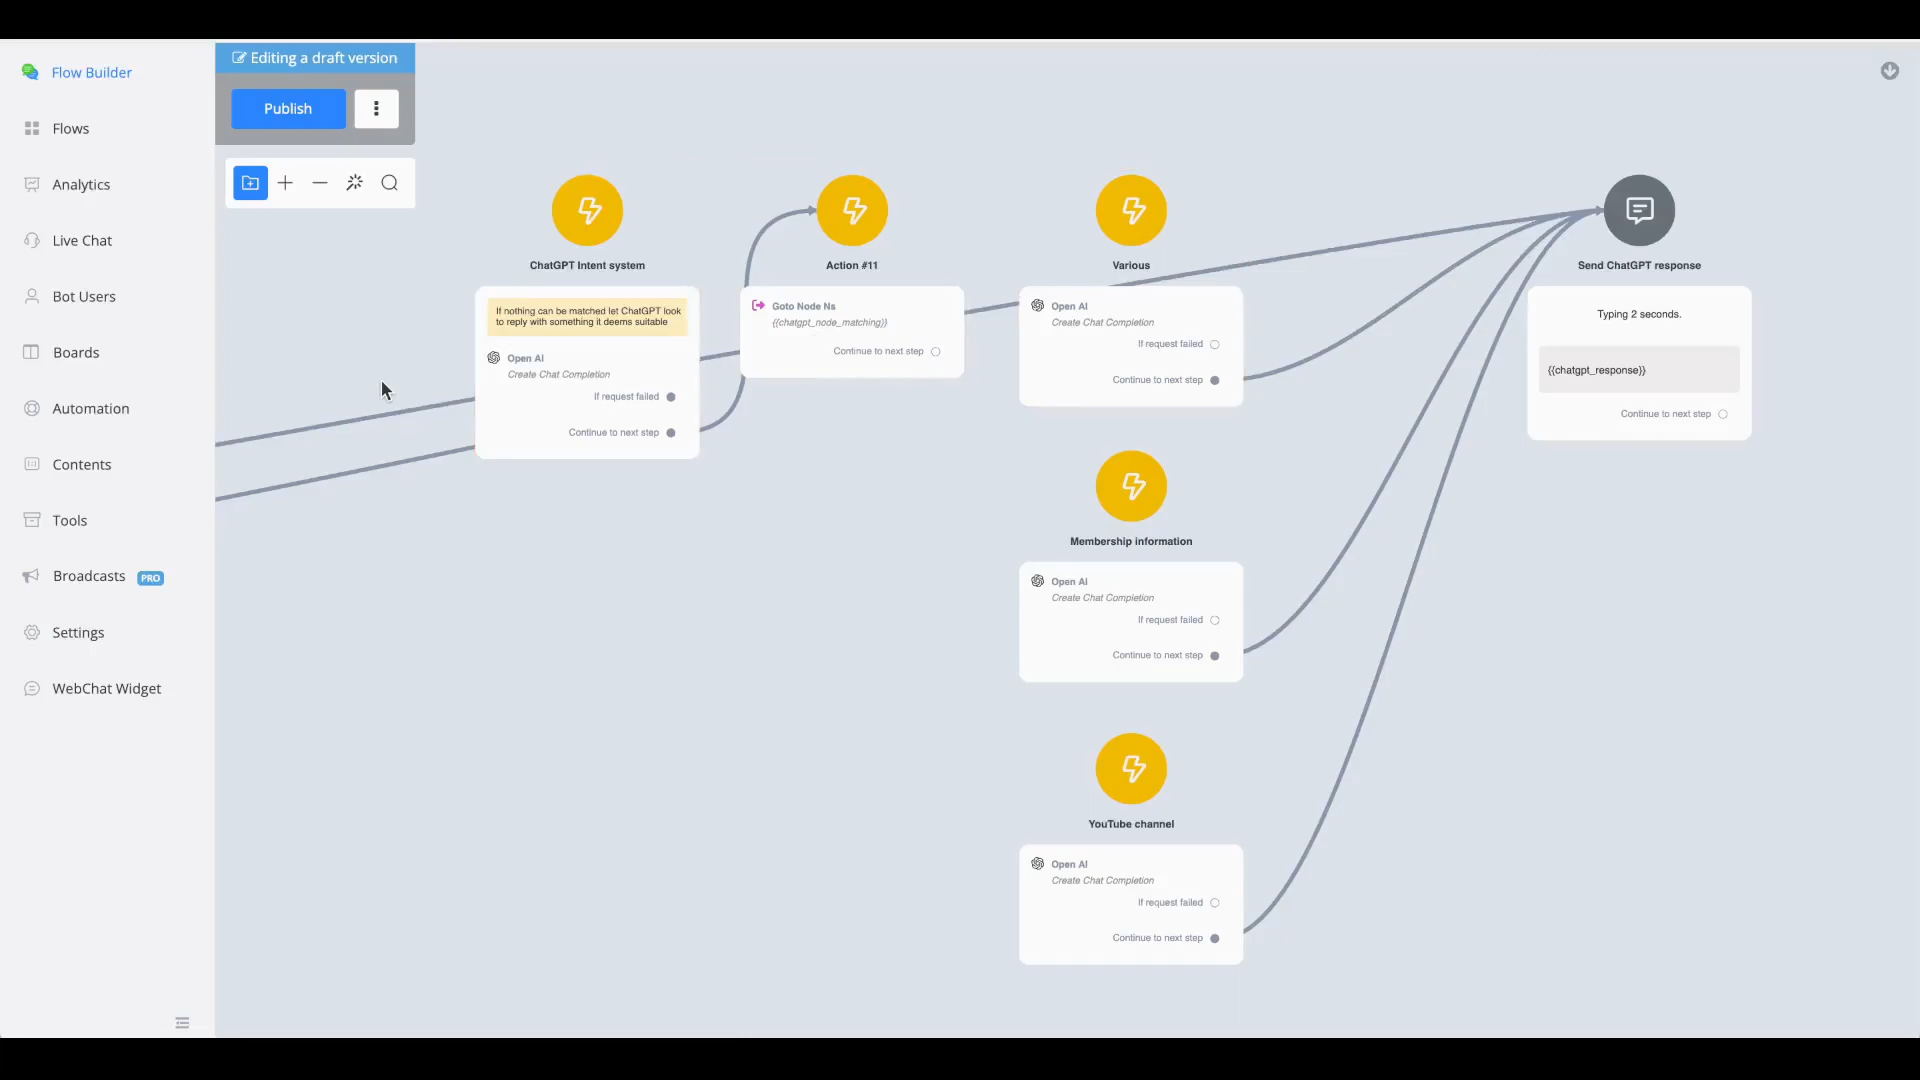 Flow Builder
Flows
Analytics
Live Chat
Bot Users
Boards
Automation
Contents
Tools
Broadcasts PRO
Settings
WebChat Widget
Editing a draft version
Publish
ChatGPT Intent system
If nothing can be matched let ChatGPT look
to reply with something it deems suitable
Open AI
Create Chat Completion
If request failed
Continue to next step
Action #11
Goto Node Ns
{{chatgpt_node_matching}}
Continue to next step
Various
Open AI
Create Chat Completion
If request failed
Continue to next step
Membership information
Open AI
Create Chat Completion
If request failed
Continue to next step
YouTube channel
Open AI
Create Chat Completion
If request failed
Continue to next step
Send ChatGPT response
Typing 2 seconds.
{{chatgpt_response}}
Continue to next step